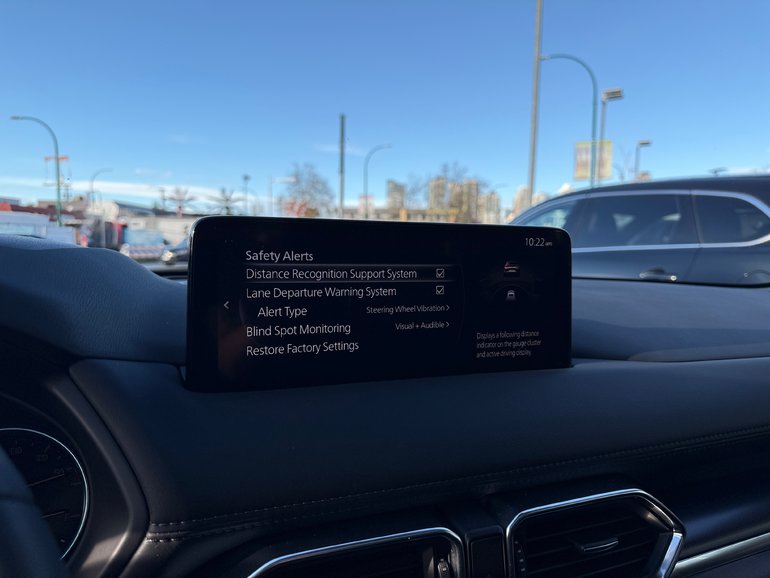 10:22 AM
Safety Alerts
Distance Recognition Support System
Lane Departure Warning System
Alert Type Steering Wheel Vibration
Blind Spot Monitoring Visual + Audible
Restore Factory Settings
Displays a following distance
indicator on the gauge cluster
and active driving display.